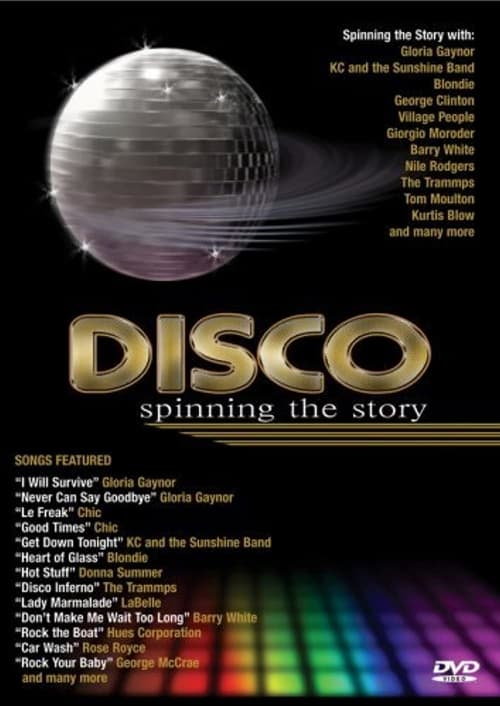 Spinning the Story with:
Gloria Gaynor
KC and the Sunshine Band
Blondie
George Clinton
Village People
Giorgio Moroder
Barry White
Nile Rodgers
The Trammps
Tom Moulton
Kurtis Blow
and many more
DISCO
spinning the story
SONGS FEATURED
“I Will Survive” Gloria Gaynor
“Never Can Say Goodbye” Gloria Gaynor
“Le Freak” Chic
“Good Times” Chic
“Get Down Tonight” KC and the Sunshine Band
“Heart of Glass” Blondie
“Hot Stuff” Donna Summer
“Disco Inferno” The Trammps
“Lady Marmalade” LaBelle
“Don’t Make Me Wait Too Long” Barry White
“Rock the Boat” Hues Corporation
“Car Wash” Rose Royce
“Rock Your Baby” George McCrae
and many more
DVD
VIDEO